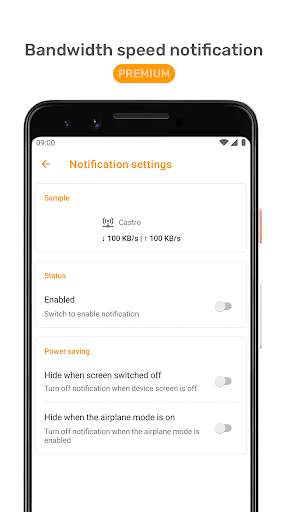 Bandwidth speed notification
PREMIUM
09:00
← Notification settings
Sample
Castro
↓ 100 KB/s | ↑ 100 KB/s
Status
Enabled
Switch to enable notification
Power saving
Hide when screen switched off
Turn off notification when device screen is off
Hide when the airplane mode is on
Turn off notification when the airplane mode is
enabled